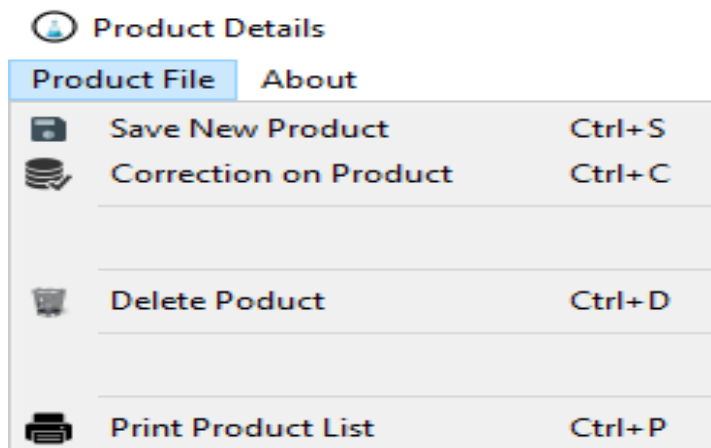 Product Details
Product File About
Save New Product Ctrl+S
Correction on Product Ctrl+C
Delete Poduct Ctrl+D
Print Product List Ctrl+P